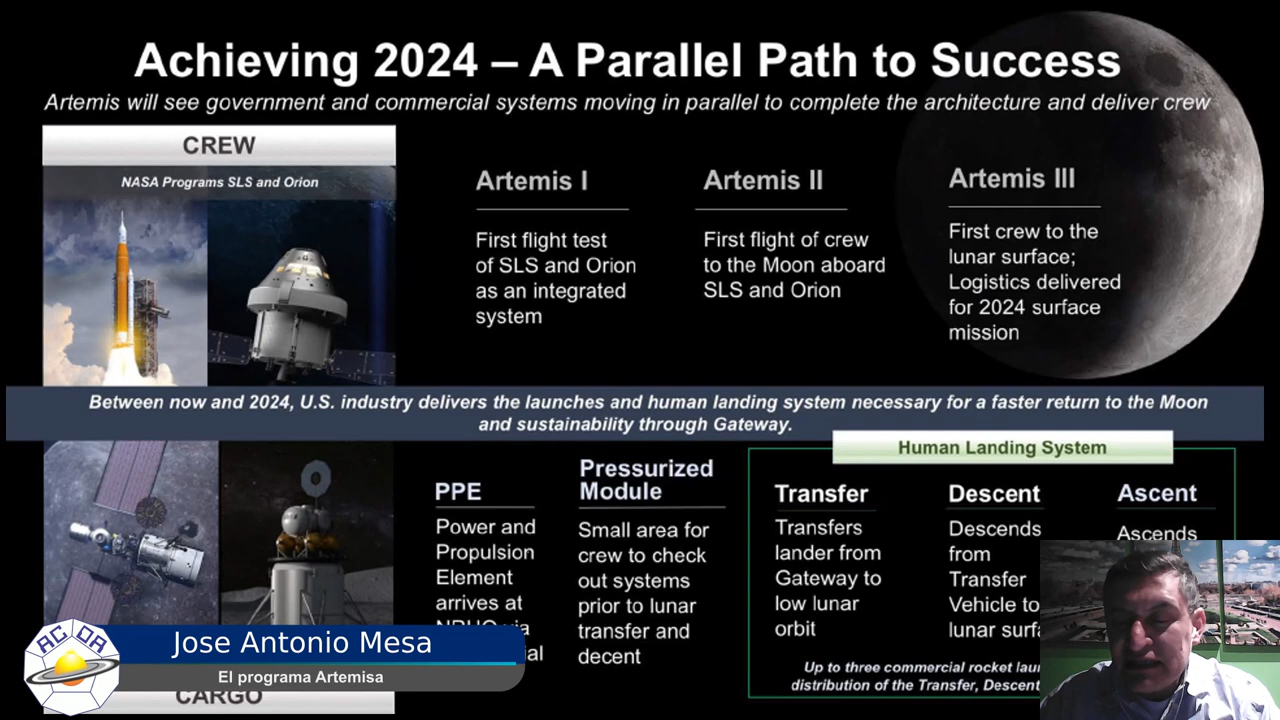 Achieving 2024 – A Parallel Path to Success
Artemis will see government and commercial systems moving in parallel to complete the architecture and deliver crew
CREW
NASA Programs SLS and Orion
Artemis I
First flight test
of SLS and Orion
as an integrated
system
Artemis II
First flight of crew
to the Moon aboard
SLS and Orion
Artemis III
First crew to the
lunar surface;
Logistics delivered
for 2024 surface
mission
Between now and 2024, U.S. industry delivers the launches and human landing system necessary for a faster return to the Moon
and sustainability through Gateway.
PPE
Power and
Propulsion
Element
arrives at
Pressurized
Module
Small area for
crew to check
out systems
prior to lunar
transfer and
decent
Human Landing System
Transfer
Transfers
lander from
Gateway to
low lunar
orbit
Descent
Descends
from
Transfer
Vehicle to
lunar
Ascent
Ascends
Up to three commercial rocket
distribution of the Transfer, Descent
CARGO
AGDA
Jose Antonio Mesa
El programa Artemisa